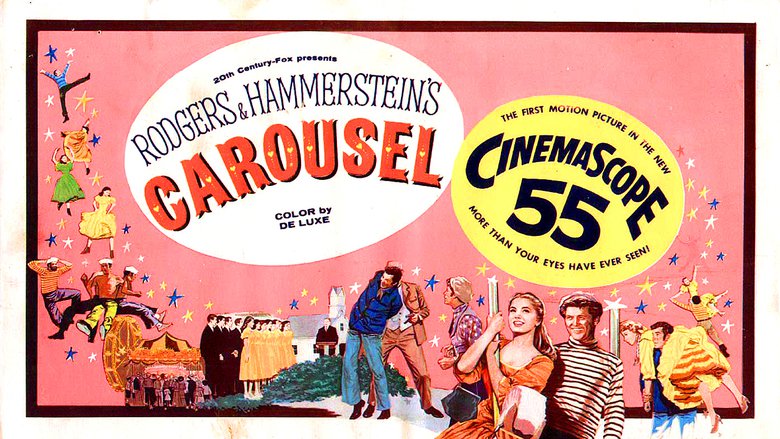 20th Century-Fox presents
RODGERS & HAMMERSTEIN'S
CAROUSEL
COLOR by
DE LUXE
THE FIRST MOTION PICTURE IN THE NEW
CINEMASCOPE
55
MORE THAN YOUR EYES HAVE EVER SEEN!